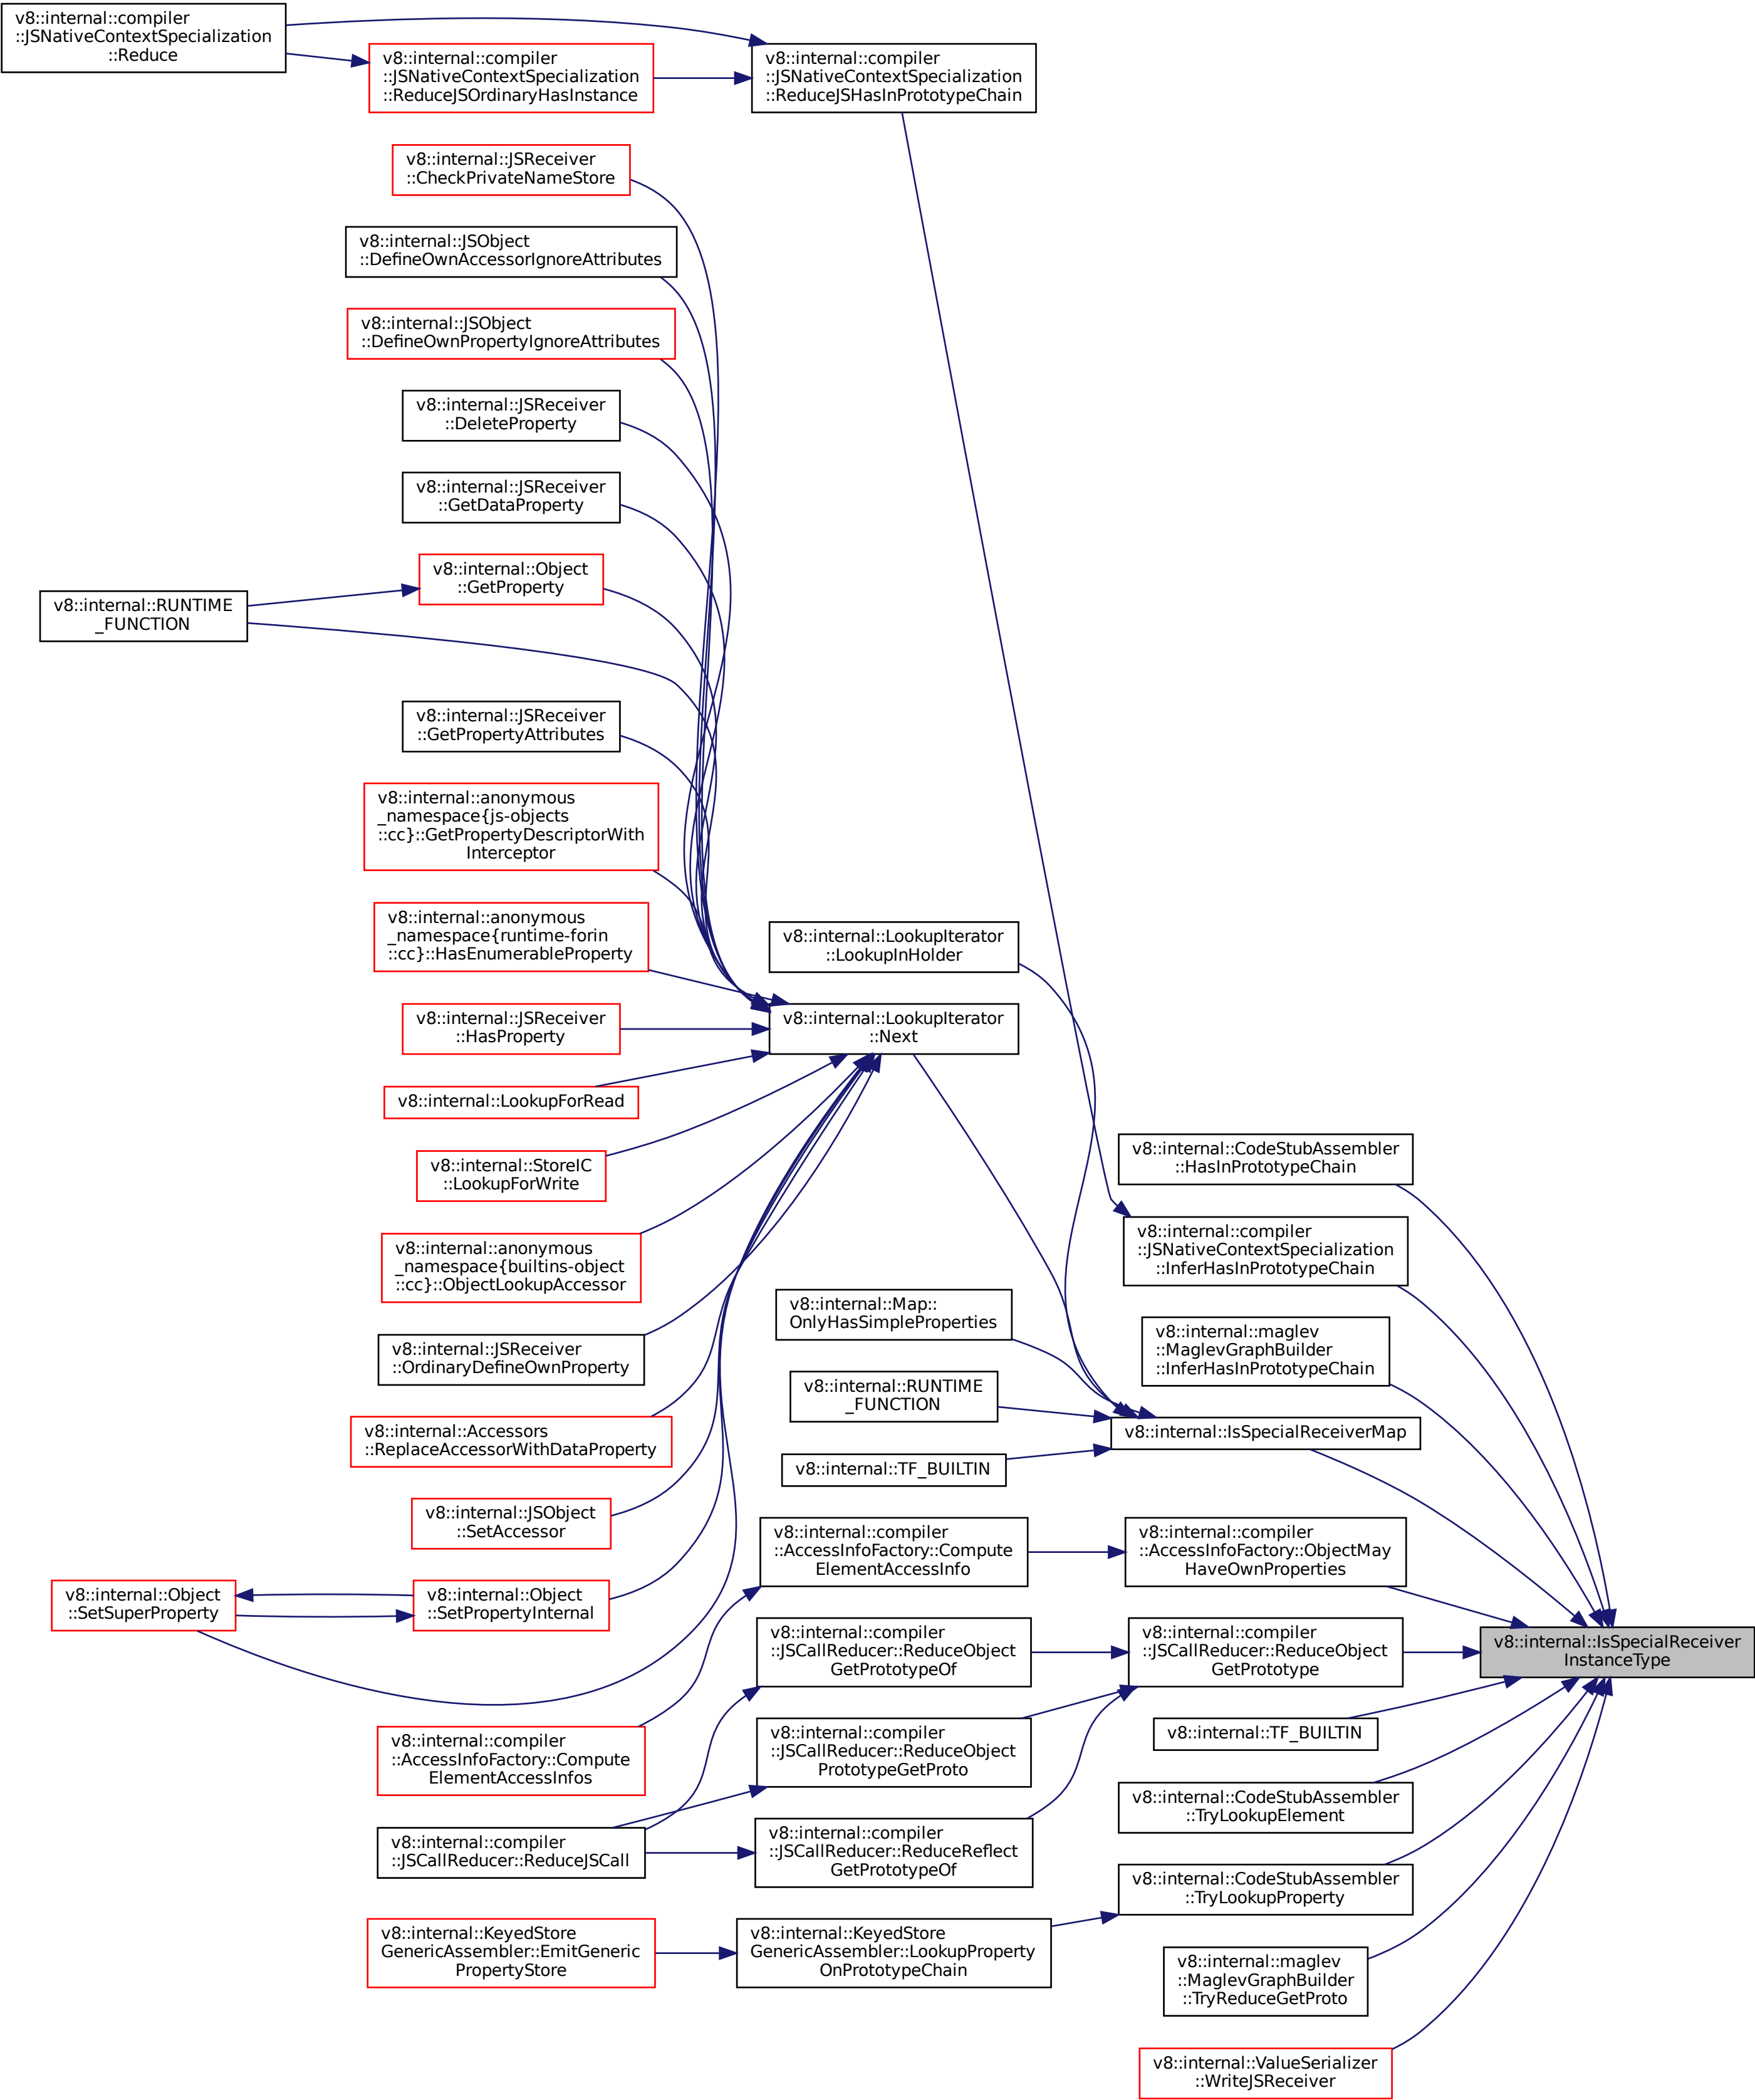 v8::internal::compiler
::JSNativeContextSpecialization
::Reduce
v8::internal::compiler
::JSNativeContextSpecialization
::ReduceJSOrdinaryHasInstance
v8::internal::compiler
::JSNativeContextSpecialization
::ReduceJSHasInPrototypeChain
v8::internal::JSReceiver
::CheckPrivateNameStore
v8::internal::JSObject
::DefineOwnAccessorIgnoreAttributes
v8::internal::JSObject
::DefineOwnPropertyIgnoreAttributes
v8::internal::JSReceiver
::DeleteProperty
v8::internal::JSReceiver
::GetDataProperty
v8::internal::Object
::GetProperty
v8::internal::RUNTIME
_FUNCTION
v8::internal::JSReceiver
::GetPropertyAttributes
v8::internal::anonymous
_namespace{js-objects
::cc}::GetPropertyDescriptorWith
Interceptor
v8::internal::anonymous
_namespace{runtime-forin
::cc}::HasEnumerableProperty
v8::internal::LookupIterator
::LookupInHolder
v8::internal::JSReceiver
::HasProperty
v8::internal::LookupIterator
::Next
v8::internal::LookupForRead
v8::internal::StoreIC
::LookupForWrite
v8::internal::CodeStubAssembler
::HasInPrototypeChain
v8::internal::anonymous
_namespace{builtins-object
::cc}::ObjectLookupAccessor
v8::internal::compiler
::JSNativeContextSpecialization
::InferHasInPrototypeChain
v8::internal::Map::
OnlyHasSimpleProperties
v8::internal::maglev
::MaglevGraphBuilder
::InferHasInPrototypeChain
v8::internal::JSReceiver
::OrdinaryDefineOwnProperty
v8::internal::RUNTIME
_FUNCTION
v8::internal::Accessors
::ReplaceAccessorWithDataProperty
v8::internal::IsSpecialReceiverMap
v8::internal::TF_BUILTIN
v8::internal::JSObject
::SetAccessor
v8::internal::compiler
::AccessInfoFactory::Compute
ElementAccessInfo
v8::internal::compiler
::AccessInfoFactory::ObjectMay
HaveOwnProperties
v8::internal::Object
::SetSuperProperty
v8::internal::Object
::SetPropertyInternal
v8::internal::compiler
::JSCallReducer::ReduceObject
GetPrototypeOf
v8::internal::compiler
::JSCallReducer::ReduceObject
GetPrototype
v8::internal::IsSpecialReceiver
InstanceType
v8::internal::compiler
::AccessInfoFactory::Compute
ElementAccessInfos
v8::internal::compiler
::JSCallReducer::ReduceObject
PrototypeGetProto
v8::internal::TF_BUILTIN
v8::internal::CodeStubAssembler
::TryLookupElement
v8::internal::compiler
::JSCallReducer::ReduceJSCall
v8::internal::compiler
::JSCallReducer::ReduceReflect
GetPrototypeOf
v8::internal::CodeStubAssembler
::TryLookupProperty
v8::internal::KeyedStore
GenericAssembler::EmitGeneric
PropertyStore
v8::internal::KeyedStore
GenericAssembler::LookupProperty
OnPrototypeChain
v8::internal::maglev
::MaglevGraphBuilder
::TryReduceGetProto
v8::internal::ValueSerializer
::WriteJSReceiver